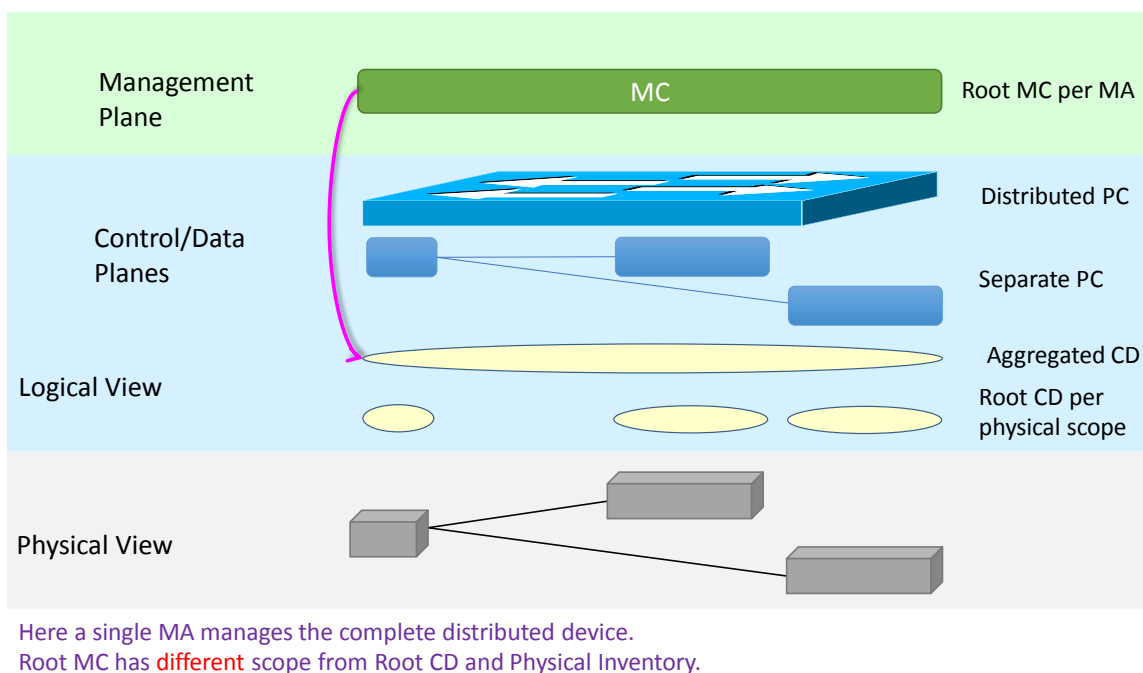 Management
Plane
MC
Root MC per MA
Distributed PC
Control/Data
Planes
Separate PC
Aggregated CD
Logical View
Root CD per
physical scope
Physical View
Here a single MA manages the complete distributed device.
Root MC has different scope from Root CD and Physical Inventory.